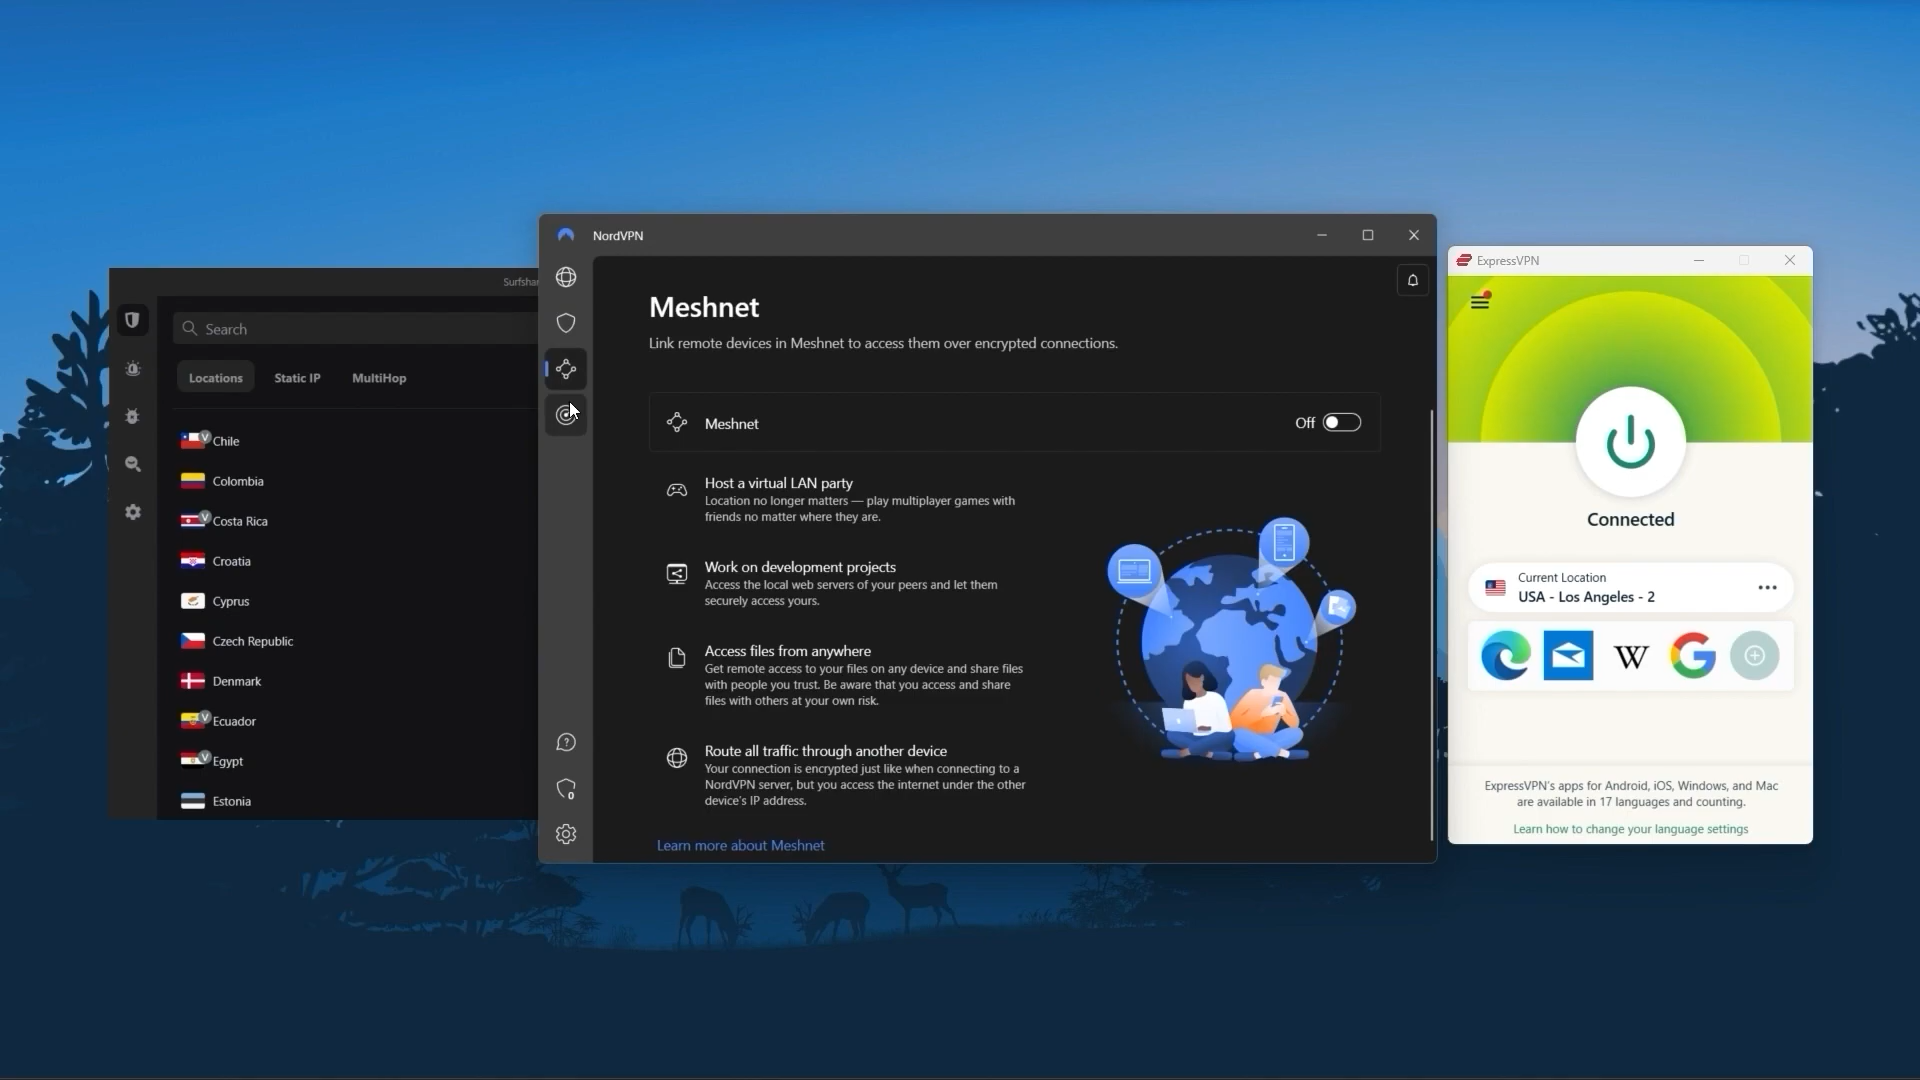 Surfshar
Search
Locations
Static IP
MultiHop
Chile
Colombia
Costa Rica
Croatia
Cyprus
Czech Republic
Denmark
Ecuador
Egypt
Estonia
NordVPN
Meshnet
Link remote devices in Meshnet to access them over encrypted connections.
Meshnet
Off
Host a virtual LAN party
Location no longer matters — play multiplayer games with
friends no matter where they are.
Work on development projects
Access the local web servers of your peers and let them
securely access yours.
Access files from anywhere
Get remote access to your files on any device and share files
with people you trust. Be aware that you access and share
files with others at your own risk.
Route all traffic through another device
Your connection is encrypted just like when connecting to a
NordVPN server, but you access the internet under the other
device's IP address.
Learn more about Meshnet
ExpressVPN
Connected
Current Location
USA - Los Angeles - 2
ExpressVPN's apps for Android, iOS, Windows, and Mac
are available in 17 languages and counting.
Learn how to change your language settings